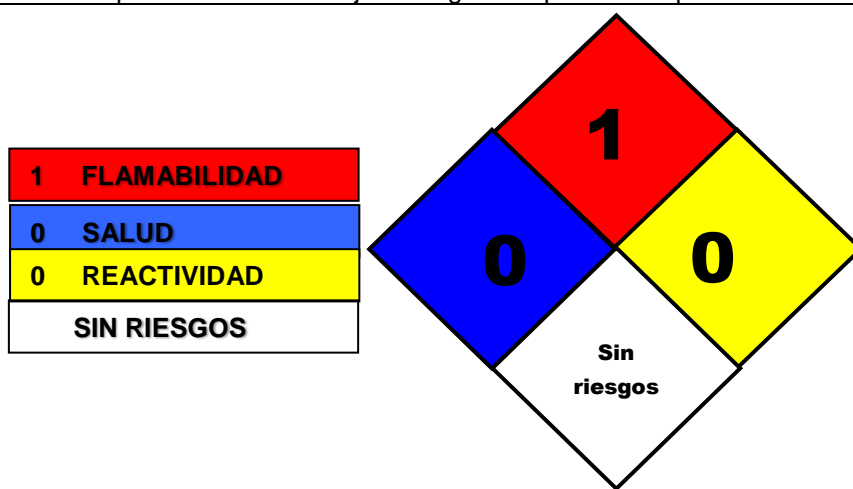 1 FLAMABILIDAD
0 SALUD
0 REACTIVIDAD
SIN RIESGOS
1
0
0
Sin
riesgos